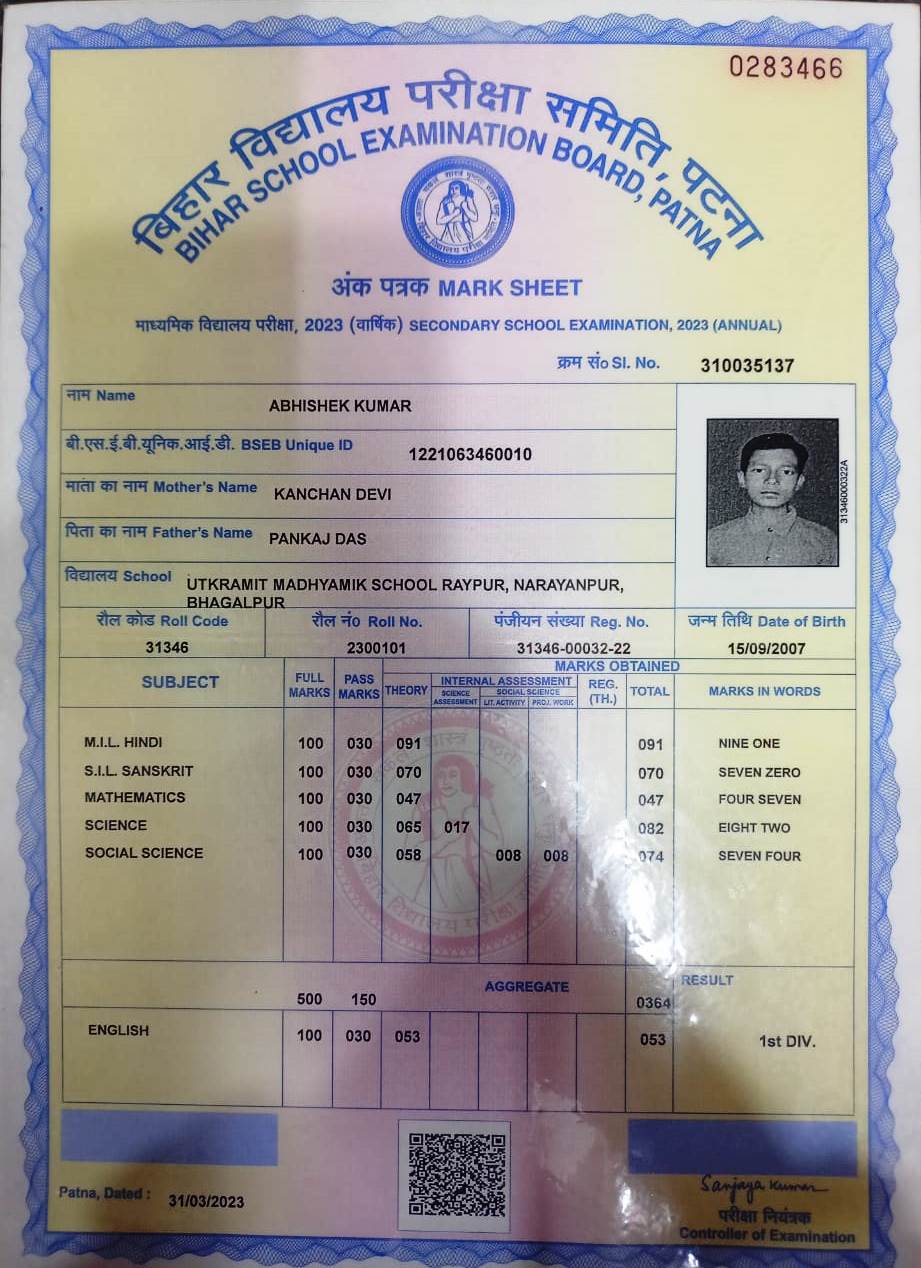 0283466
बिहार विद्यालय परीक्षा समिति, पटना
BIHAR SCHOOL EXAMINATION BOARD, PATNA
अंक पत्रक MARK SHEET
माध्यमिक विद्यालय परीक्षा, 2023 (वार्षिक) SECONDARY SCHOOL EXAMINATION, 2023 (ANNUAL)
क्रम सं० Sl. No. 310035137
नाम Name ABHISHEK KUMAR
बी.एस.ई.बी.यूनिक.आई.डी. BSEB Unique ID 1221063460010
माता का नाम Mother's Name KANCHAN DEVI
पिता का नाम Father's Name PANKAJ DAS
31346000322A
विद्यालय School UTKRAMIT MADHYAMIK SCHOOL RAYPUR, NARAYANPUR,
BHAGALPUR
रौल कोड Roll Code रौल नं० Roll No. पंजीयन संख्या Reg. No. जन्म तिथि Date of Birth
31346 2300101 31346-00032-22 15/09/2007
MARKS OBTAINED
SUBJECT FULL MARKS PASS MARKS THEORY INTERNAL ASSESSMENT REG. (TH.) TOTAL MARKS IN WORDS
SCIENCE ASSESSMENT SOCIAL SCIENCE
LIT. ACTIVITY PROJ. WORK
M.I.L. HINDI 100 030 091 091 NINE ONE
S.I.L. SANSKRIT 100 030 070 070 SEVEN ZERO
MATHEMATICS 100 030 047 047 FOUR SEVEN
SCIENCE 100 030 065 017 082 EIGHT TWO
SOCIAL SCIENCE 100 030 058 008 008 074 SEVEN FOUR
500 150 AGGREGATE 0364 RESULT
ENGLISH 100 030 053 053 1st DIV.
Patna, Dated : 31/03/2023
Sanjaya Kumar
परीक्षा नियंत्रक
Controller of Examination